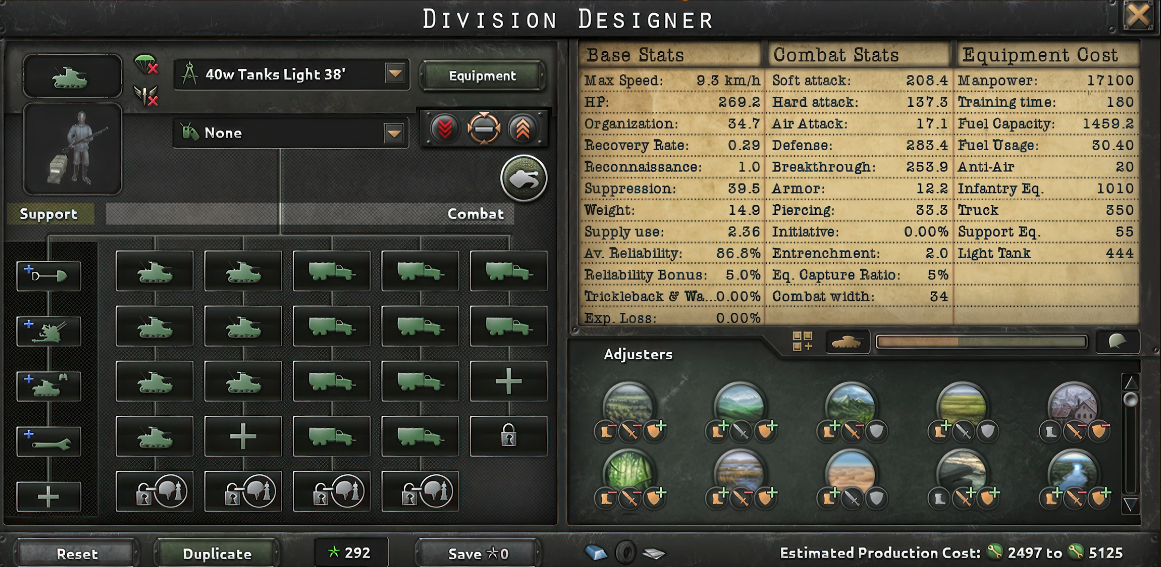 Division Designer
40w Tanks Light 38'
Equipment
None
Support
Combat
Base Stats
Max Speed: 9.3 km/h
HP: 269.2
Organization: 34.7
Recovery Rate: 0.29
Reconnaissance: 1.0
Suppression: 39.5
Weight: 14.9
Supply use: 2.36
Av. Reliability: 86.8%
Reliability Bonus: 5.0%
Trickleback & Wa...0.00%
Exp. Loss: 0.00%
Combat Stats
Soft attack: 208.4
Hard attack: 137.3
Air Attack: 17.1
Defense: 283.4
Breakthrough: 253.9
Armor: 12.2
Piercing: 33.3
Initiative: 0.00%
Entrenchment: 2.0
Eq. Capture Ratio: 5%
Combat width: 34
Equipment Cost
Manpower: 17100
Training time: 180
Fuel Capacity: 1459.2
Fuel Usage: 30.40
Anti-Air 20
Infantry Eq. 1010
Truck 350
Support Eq. 55
Light Tank 444
Adjusters
Reset
Duplicate
292
Save 0
Estimated Production Cost: 2497 to 5125